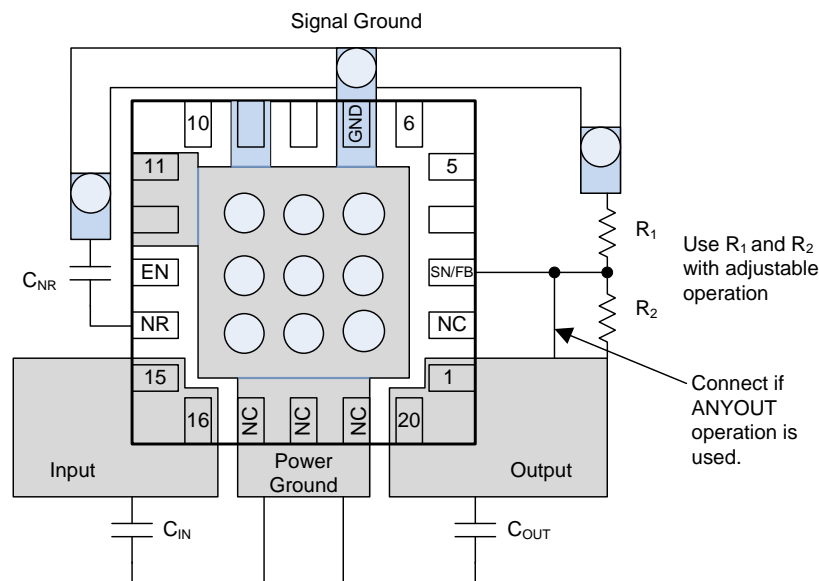 Signal Ground
10
GND
6
11
5
R1
Use R1 and R2
with adjustable
operation
CNR
EN
SN/FB
R2
NR
NC
15
1
16
NC
NC
NC
20
Connect if
ANYOUT
operation is
used.
Input
Power
Ground
Output
CIN
COUT